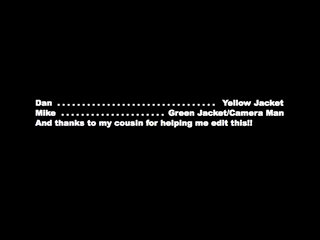 Dan ................................ Yellow Jacket
Mike ..................... Green Jacket/Camera Man
And thanks to my cousin for helping me edit this!!